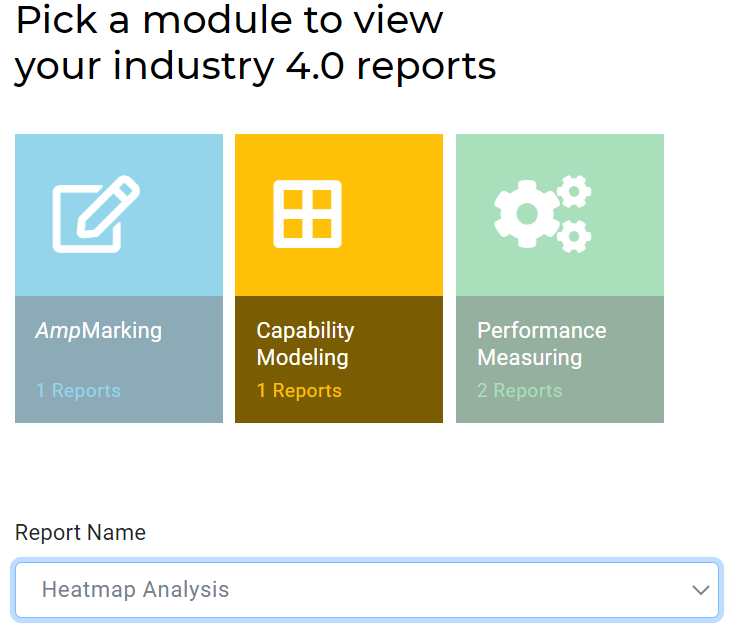 Pick a module to view
your industry 4.0 reports
AmpMarking
1 Reports
Capability
Modeling
1 Reports
Performance
Measuring
2 Reports
Report Name
Heatmap Analysis